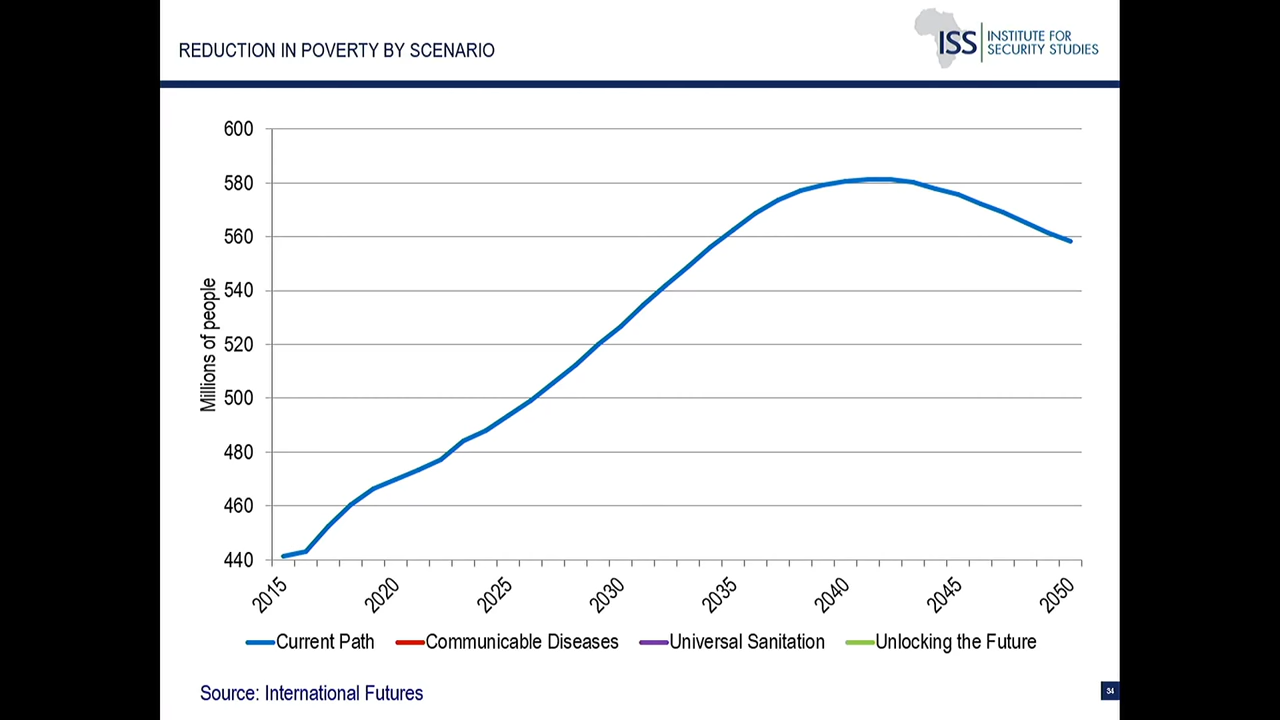 REDUCTION IN POVERTY BY SCENARIO
ISS INSTITUTE FOR
SECURITY STUDIES
Millions of people
600
580
560
540
520
500
480
460
440
2015 2020 2025 2030 2035 2040 2045 2050
Current Path Communicable Diseases Universal Sanitation Unlocking the Future
Source: International Futures
34